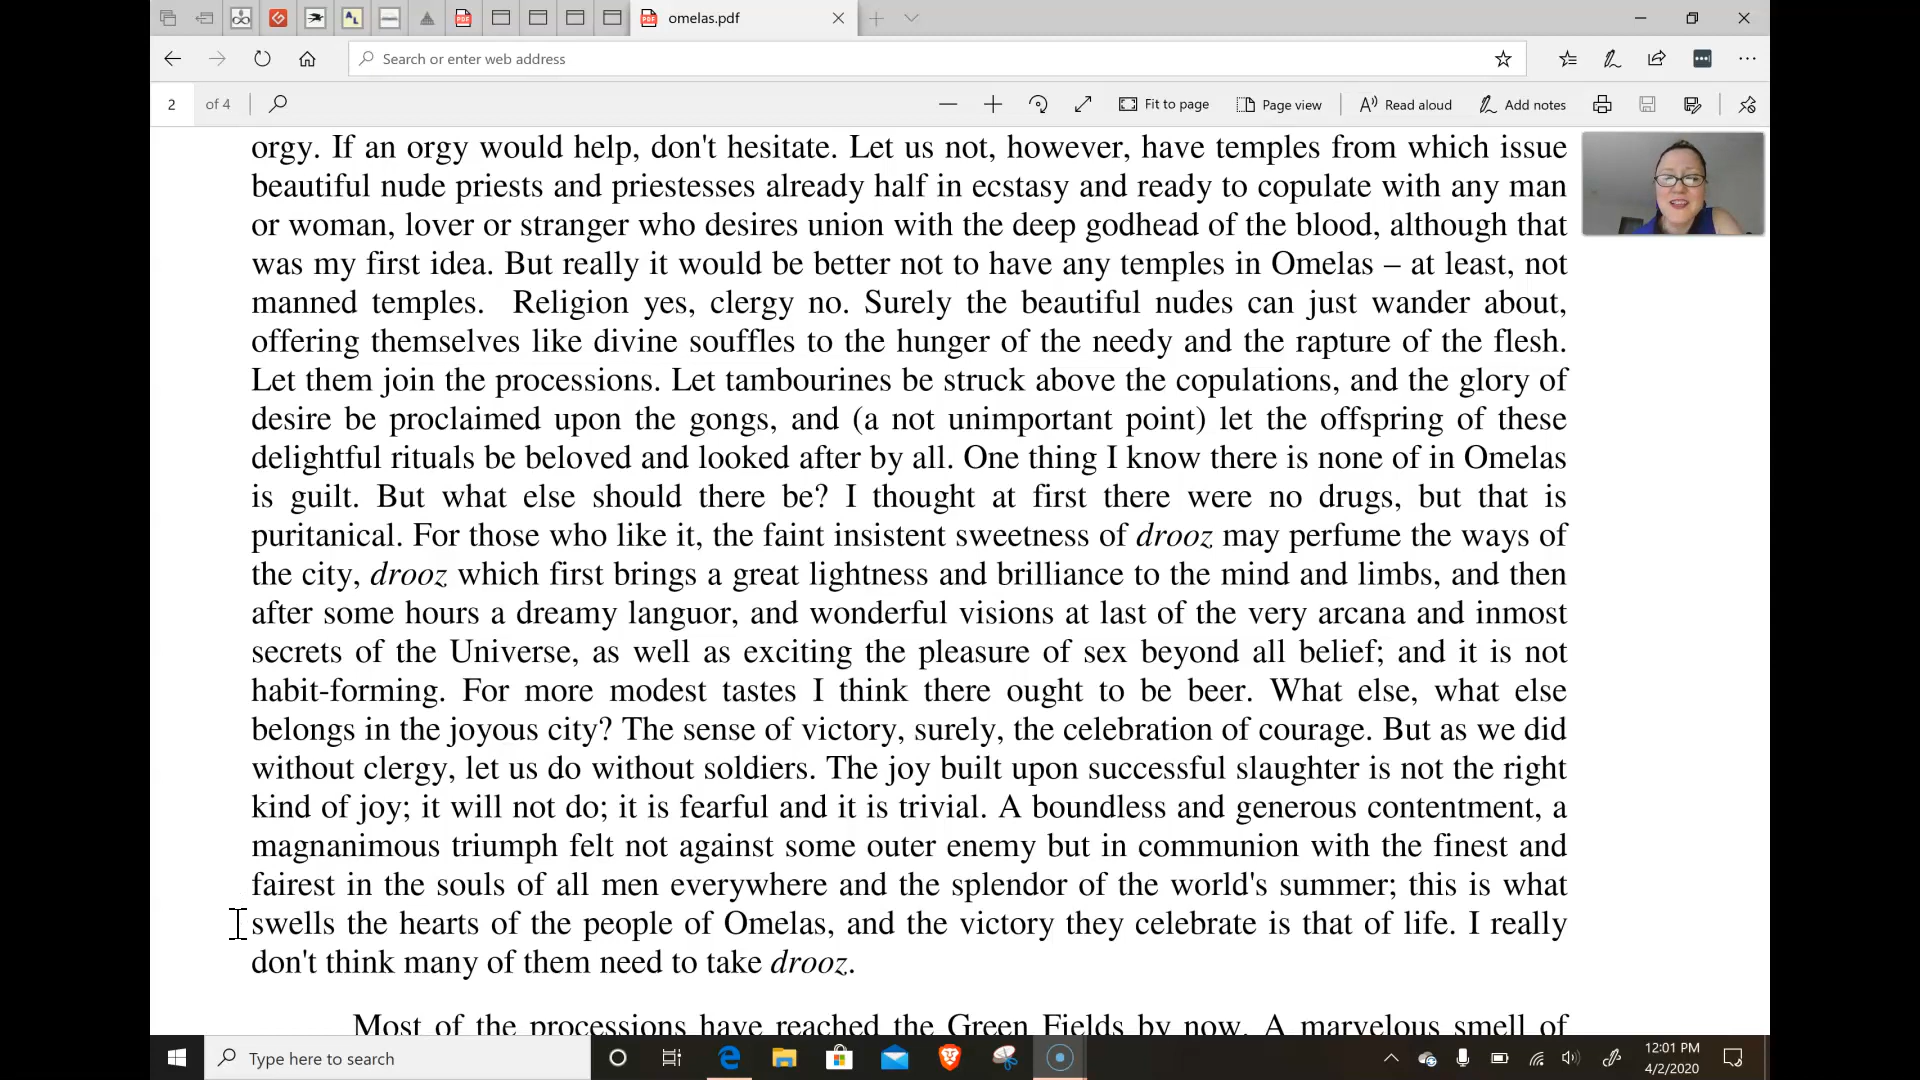 omelas.pdf
Search or enter web address
2 of 4
Fit to page
Page view
Read aloud
Add notes
orgy. If an orgy would help, don't hesitate. Let us not, however, have temples from which issue
beautiful nude priests and priestesses already half in ecstasy and ready to copulate with any man
or woman, lover or stranger who desires union with the deep godhead of the blood, although that
was my first idea. But really it would be better not to have any temples in Omelas – at least, not
manned temples. Religion yes, clergy no. Surely the beautiful nudes can just wander about,
offering themselves like divine souffles to the hunger of the needy and the rapture of the flesh.
Let them join the processions. Let tambourines be struck above the copulations, and the glory of
desire be proclaimed upon the gongs, and (a not unimportant point) let the offspring of these
delightful rituals be beloved and looked after by all. One thing I know there is none of in Omelas
is guilt. But what else should there be? I thought at first there were no drugs, but that is
puritanical. For those who like it, the faint insistent sweetness of drooz may perfume the ways of
the city, drooz which first brings a great lightness and brilliance to the mind and limbs, and then
after some hours a dreamy languor, and wonderful visions at last of the very arcana and inmost
secrets of the Universe, as well as exciting the pleasure of sex beyond all belief; and it is not
habit-forming. For more modest tastes I think there ought to be beer. What else, what else
belongs in the joyous city? The sense of victory, surely, the celebration of courage. But as we did
without clergy, let us do without soldiers. The joy built upon successful slaughter is not the right
kind of joy; it will not do; it is fearful and it is trivial. A boundless and generous contentment, a
magnanimous triumph felt not against some outer enemy but in communion with the finest and
fairest in the souls of all men everywhere and the splendor of the world's summer; this is what
swells the hearts of the people of Omelas, and the victory they celebrate is that of life. I really
don't think many of them need to take drooz.
Most of the processions have reached the Green Fields by now. A marvelous smell of
Type here to search
12:01 PM
4/2/2020